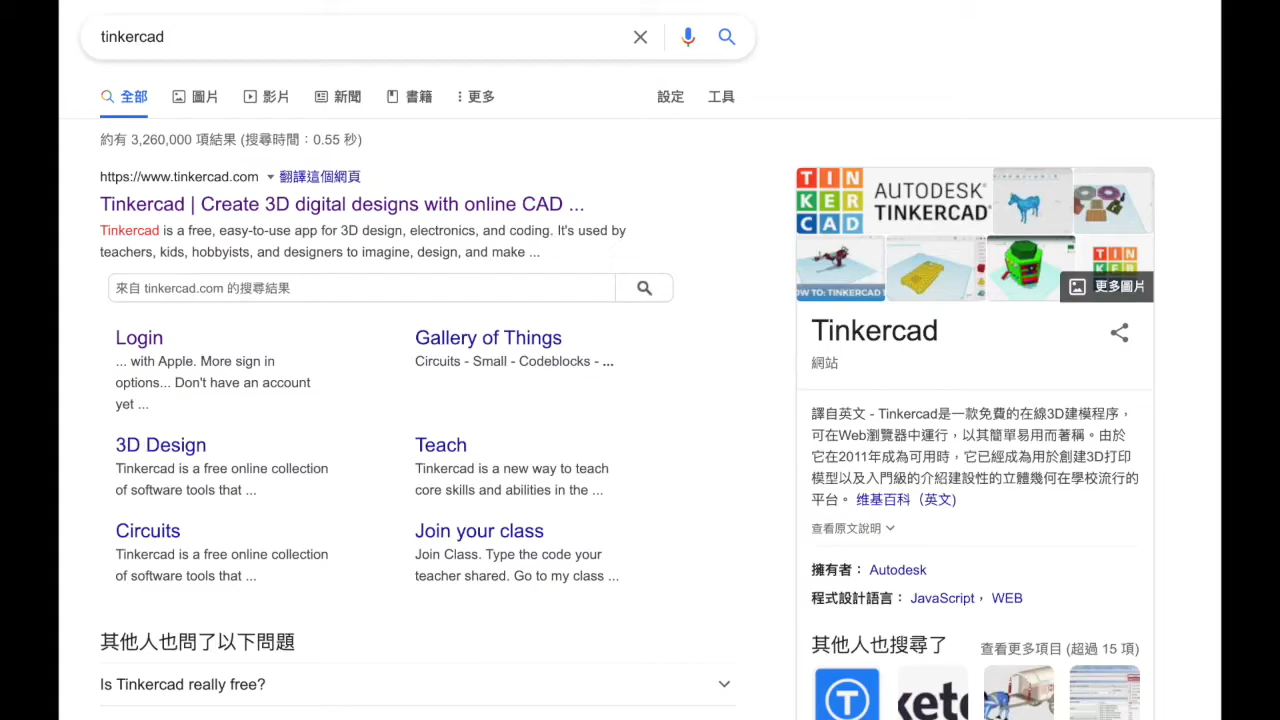 tinkercad
全部
圖片
影片
新聞
書籍
更多
設定
工具
約有 3,260,000 項結果 (搜尋時間：0.55 秒)
https://www.tinkercad.com 翻譯這個網頁
Tinkercad | Create 3D digital designs with online CAD ...
Tinkercad is a free, easy-to-use app for 3D design, electronics, and coding. It's used by
teachers, kids, hobbyists, and designers to imagine, design, and make ...
來自 tinkercad.com 的搜尋結果
Login
... with Apple. More sign in
options... Don't have an account
yet ...
Gallery of Things
Circuits - Small - Codeblocks - ...
3D Design
Tinkercad is a free online collection
of software tools that ...
Teach
Tinkercad is a new way to teach
core skills and abilities in the ...
Circuits
Tinkercad is a free online collection
of software tools that ...
Join your class
Join Class. Type the code your
teacher shared. Go to my class ...
其他人也問了以下問題
Is Tinkercad really free?
TIN
KER
CAD
AUTODESK
TINKERCAD
OW TO: TINKERCAD
TIN
KER
更多圖片
Tinkercad
網站
譯自英文 - Tinkercad是一款免費的在線3D建模程序，
可在Web瀏覽器中運行，以其簡單易用而著稱。由於
它在2011年成為可用時，它已經成為用於創建3D打印
模型以及入門級的介紹建設性的立體幾何在學校流行的
平台。 维基百科（英文)
查看原文說明
擁有者： Autodesk
程式設計語言： JavaScript， WEB
其他人也搜尋了
查看更多項目 (超過 15 項)
T